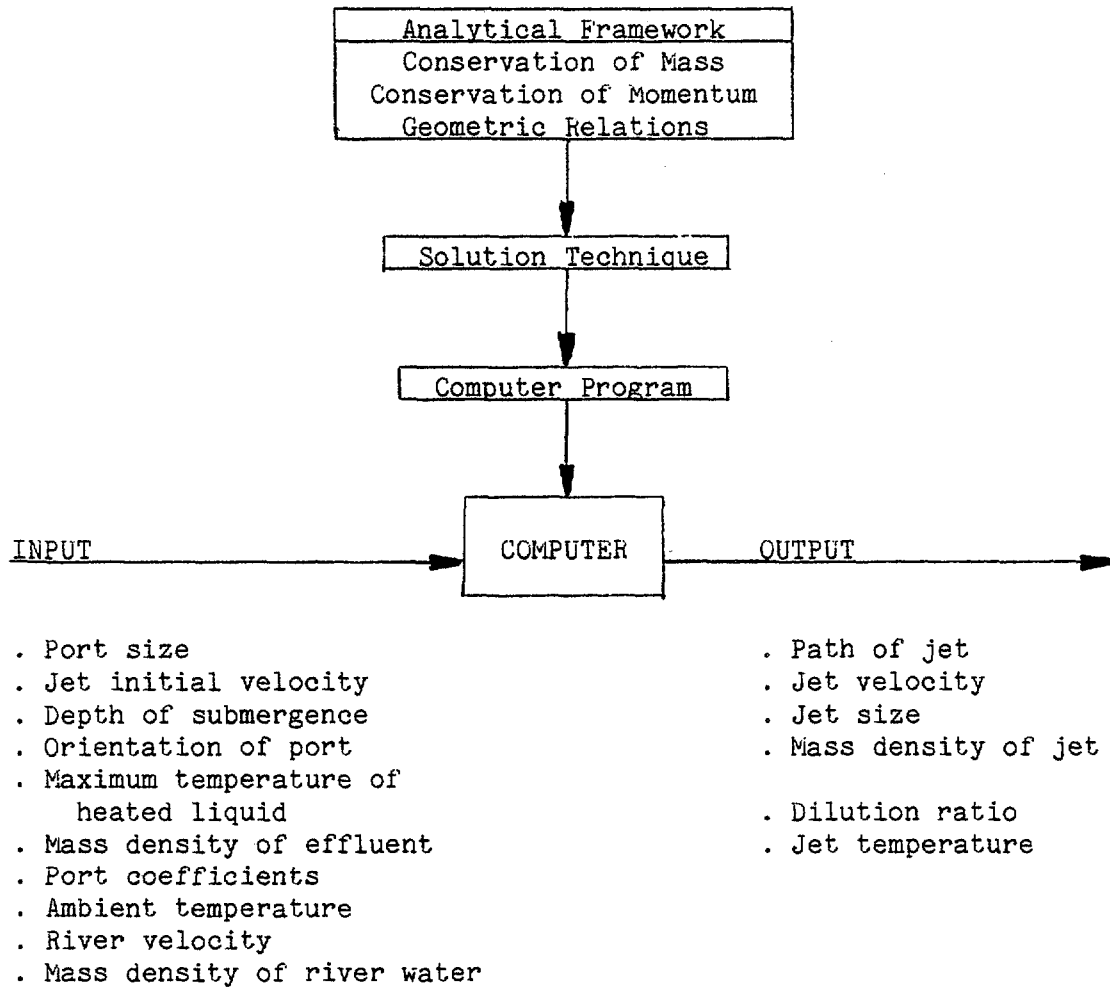 Analytical Framework
Conservation of Mass
Conservation of Momentum
Geometric Relations
Solution Technique
Computer Program
INPUT
COMPUTER
OUTPUT
. Port size
. Jet initial velocity
. Depth of submergence
. Orientation of port
. Maximum temperature of
heated liquid
. Mass density of effluent
. Port coefficients
. Ambient temperature
. River velocity
. Mass density of river water
. Path of jet
. Jet velocity
. Jet size
. Mass density of jet
. Dilution ratio
. Jet temperature